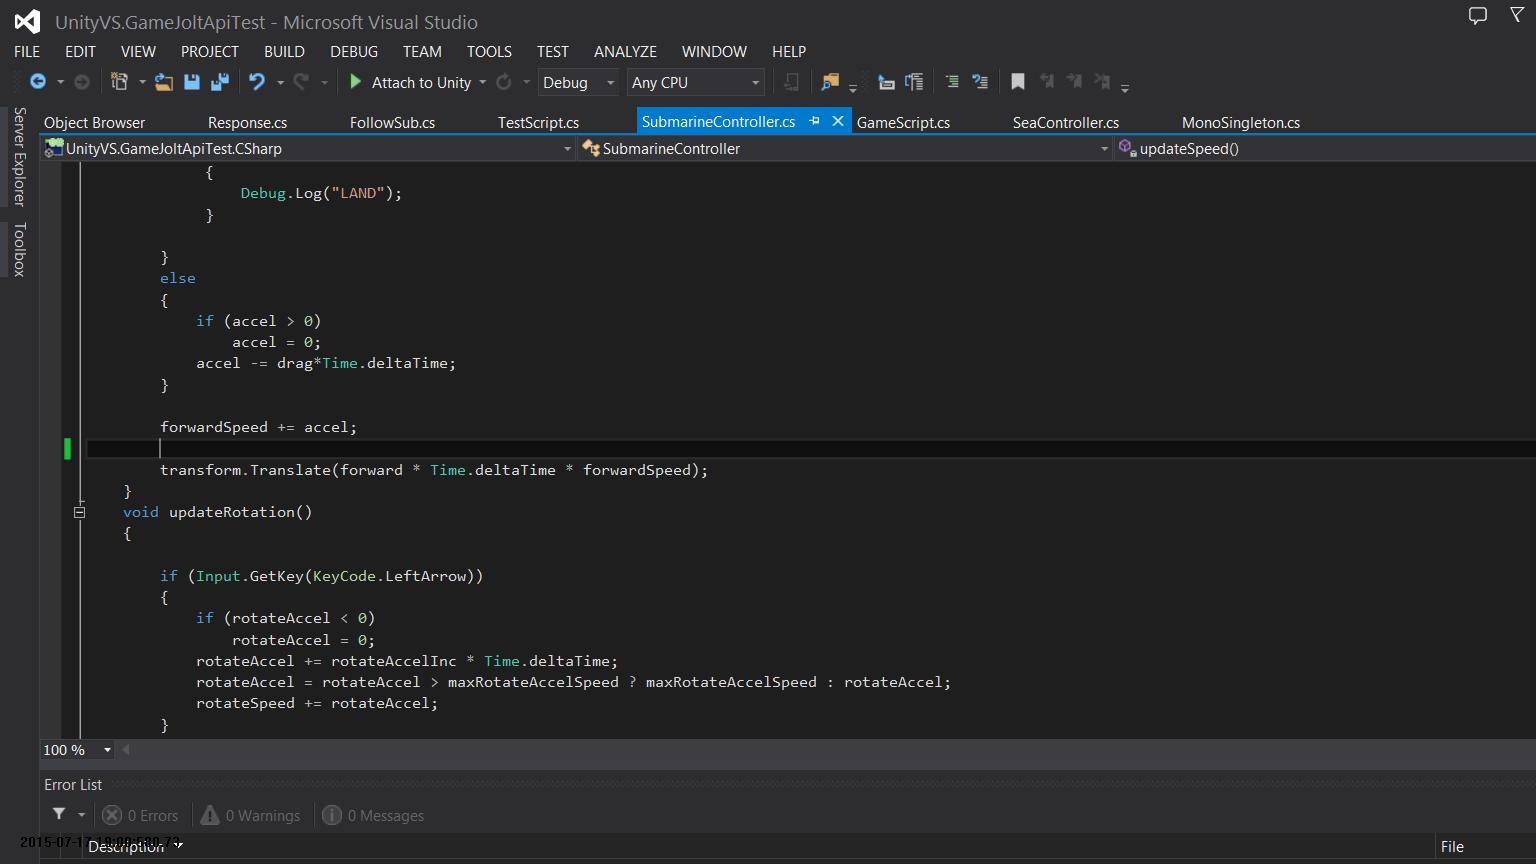 UnityVS.GameJoltApiTest - Microsoft Visual Studio
FILE EDIT VIEW PROJECT BUILD DEBUG TEAM TOOLS TEST ANALYZE WINDOW HELP
Attach to Unity Debug Any CPU
Server Explorer
Toolbox
Object Browser Response.cs FollowSub.cs TestScript.cs SubmarineController.cs GameScript.cs SeaController.cs MonoSingleton.cs
UnityVS.GameJoltApiTest.CSharp SubmarineController updateSpeed()
{
Debug.Log("LAND");
}
}
else
{
if (accel > 0)
accel = 0;
accel -= drag*Time.deltaTime;
}
forwardSpeed += accel;
transform.Translate(forward * Time.deltaTime * forwardSpeed);
}
void updateRotation()
{
if (Input.GetKey(KeyCode.LeftArrow))
{
if (rotateAccel < 0)
rotateAccel = 0;
rotateAccel += rotateAccelInc * Time.deltaTime;
rotateAccel = rotateAccel > maxRotateAccelSpeed ? maxRotateAccelSpeed : rotateAccel;
rotateSpeed += rotateAccel;
}
100 %
Error List
0 Errors 0 Warnings 0 Messages
Description File